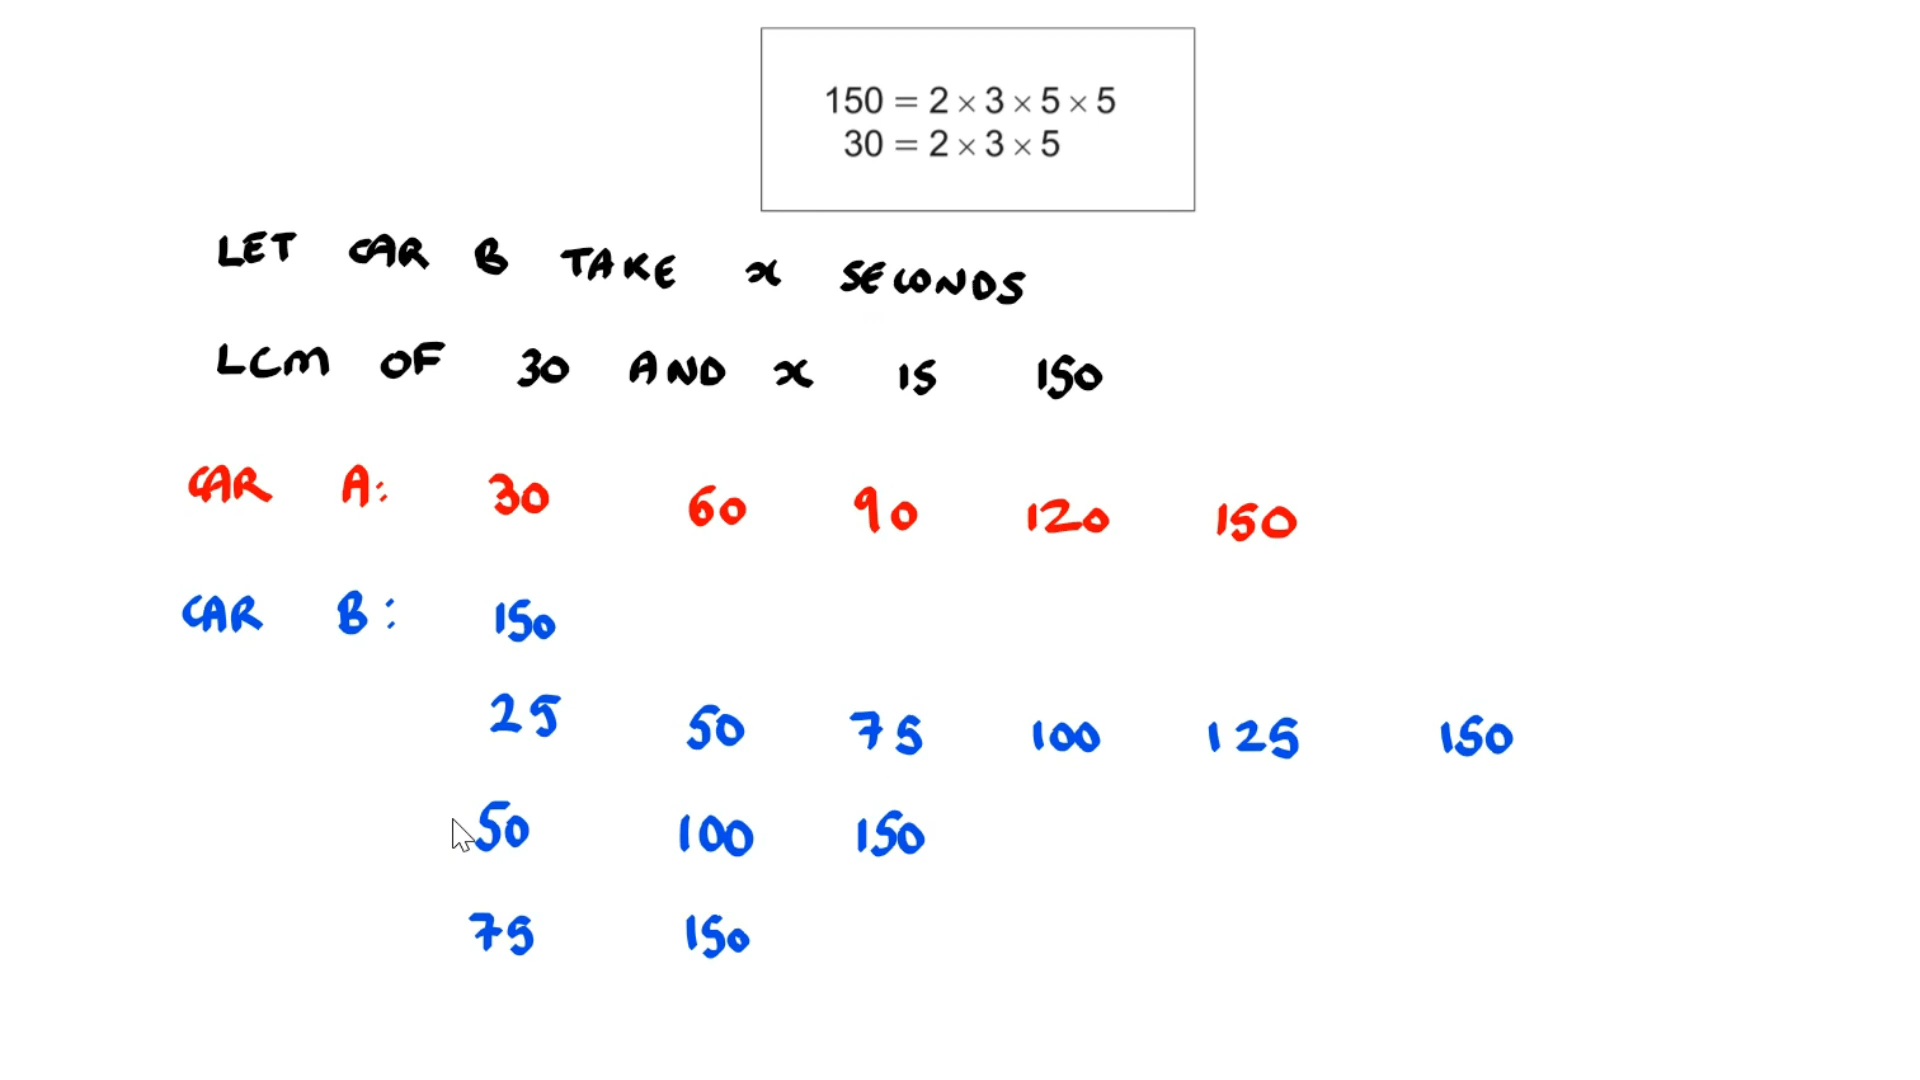 150 = 2 × 3 × 5 × 5
30 = 2 × 3 × 5
LET CAR B TAKE x SECONDS
LCM OF 30 AND x IS 150
CAR A: 30 60 90 120 150
CAR B: 150
25 50 75 100 125 150
50 100 150
75 150